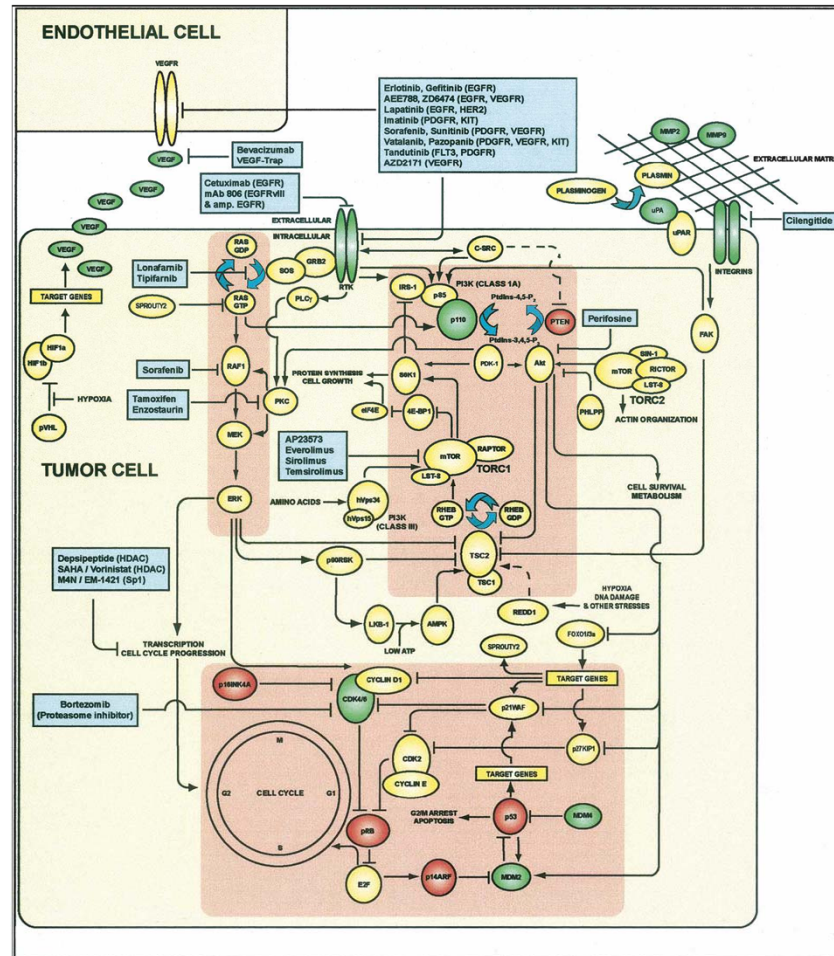 ENDOTHELIAL CELL
VEGFR
VEGF
Bevacizumab
VEGF-Trap
Erlotinib, Gefitinib (EGFR)
AEE788, ZD6474 (EGFR, VEGFR)
Lapatinib (EGFR, HER2)
Imatinib (PDGFR, KIT)
Sorafenib, Sunitinib (PDGFR, VEGFR)
Vatalanib, Pazopanib (PDGFR, VEGFR, KIT)
Tandutinib (FLT3, PDGFR)
AZD2171 (VEGFR)
MMP2
MMP9
EXTRACELLULAR MATRI
PLASMIN
PLASMINOGEN
uPA
uPAR
Cilengitide
INTEGRINS
VEGF
VEGF
VEGF
VEGF
VEGF
Cetuximab (EGFR)
mAb 806 (EGFRvIII
& amp. EGFR)
EXTRACELLULAR
INTRACELLULAR
RTK
RAS
GDP
SOS
GRB2
C-SRC
Lonafarnib
Tipifarnib
RAS
GTP
SPROUTY2
TARGET GENES
PLCγ
IRS-1
PI3K (CLASS 1A)
p85
p110
PtdIns-4,5-P2
PtdIns-3,4,5-P
PTEN
Perifosine
FAK
HIF1a
HIF1b
HYPOXIA
pVHL
Sorafenib
RAF1
Tamoxifen
Enzostaurin
PKC
MEK
ERK
PROTEIN SYNTHESIS
CELL GROWTH
S6K1
PDK-1
Akt
eIF4E
4E-BP1
SIN-1
mTOR
RICTOR
LST-8
TORC2
ACTIN ORGANIZATION
PHLPP
TUMOR CELL
AP23573
Everolimus
Sirolimus
Temsirolimus
mTOR
RAPTOR
LST-8
TORC1
AMINO ACIDS
hVps34
hVps15
PI3K
(CLASS III)
RHEB
GTP
RHEB
GDP
CELL SURVIVAL
METABOLISM
TSC2
TSC1
p90RSK
LKB-1
AMPK
LOW ATP
REDD1
HYPOXIA
DNA DAMAGE
& OTHER STRESSES
Depsipeptide (HDAC)
SAHA / Vorinistat (HDAC)
M4N / EM-1421 (Sp1)
TRANSCRIPTION
CELL CYCLE PROGRESSION
SPROUTY2
FOXO1/3a
TARGET GENES
p16INK4A
CYCLIN D1
CDK4/6
Bortezomib
(Proteasome inhibitor)
p21WAF
p27KIP1
CDK2
CYCLIN E
M
G2
CELL CYCLE
G1
S
TARGET GENES
G2/M ARREST
APOPTOSIS
p53
MDM4
pRB
E2F
p14ARF
MDM2